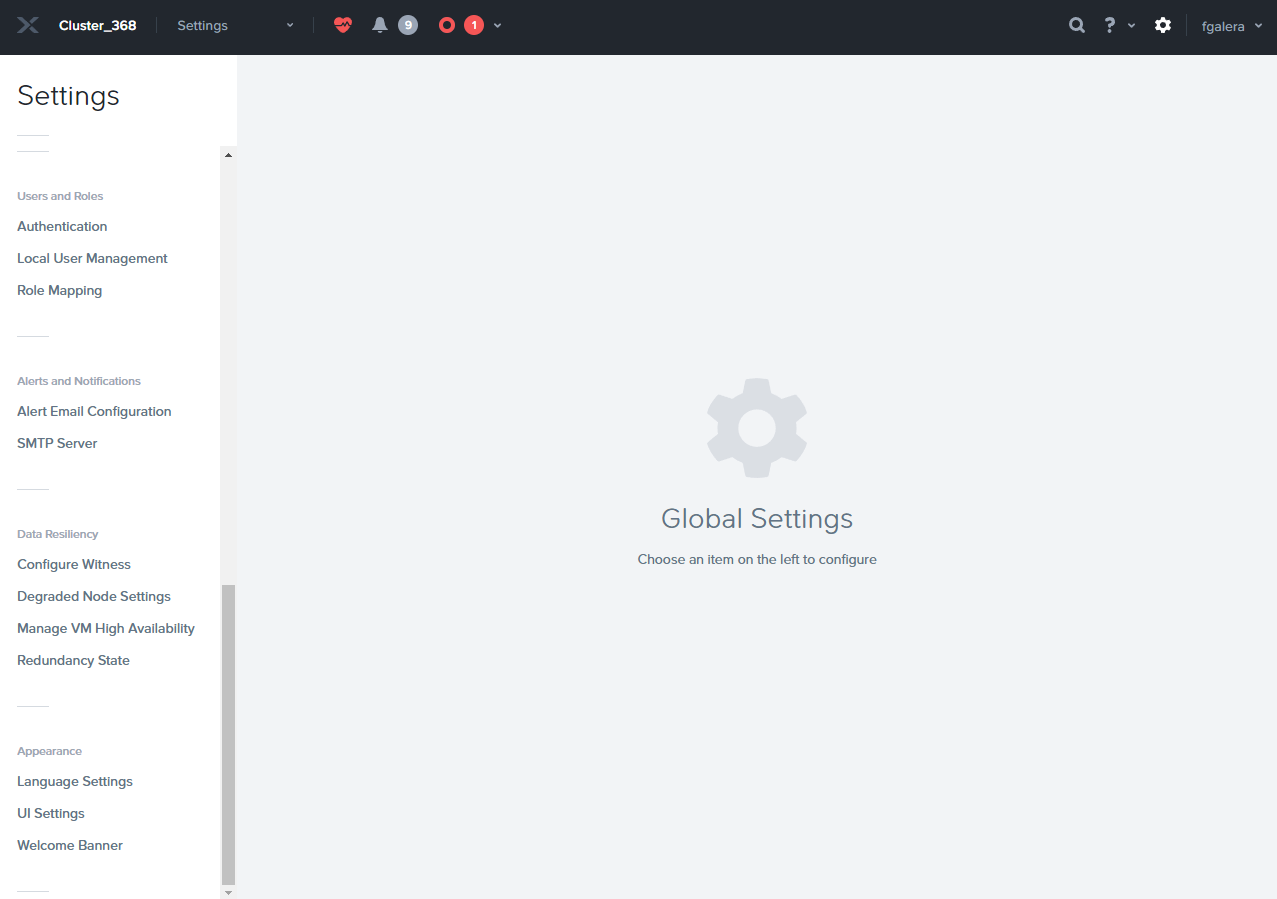 Cluster_368
Settings
9
1
?
fgalera
Settings
Users and Roles
Authentication
Local User Management
Role Mapping
Alerts and Notifications
Alert Email Configuration
SMTP Server
Data Resiliency
Configure Witness
Degraded Node Settings
Manage VM High Availability
Redundancy State
Appearance
Language Settings
UI Settings
Welcome Banner
Global Settings
Choose an item on the left to configure